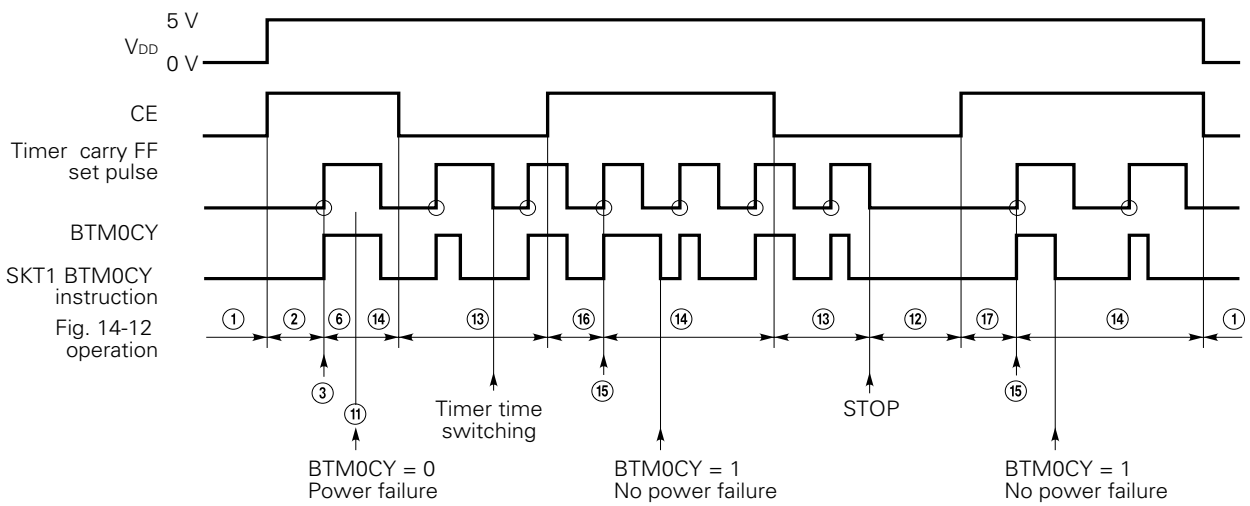 5 V
VDD
0 V
CE
Timer carry FF
set pulse
BTM0CY
SKT1 BTM0CY
instruction
Fig. 14-12
operation
① ② ⑥ ⑭ ⑬ ⑯ ⑭ ⑬ ⑫ ⑰ ⑭ ①
③ ⑪ ⑮ ⑮
Timer time
switching
STOP
BTM0CY = 0
Power failure
BTM0CY = 1
No power failure
BTM0CY = 1
No power failure